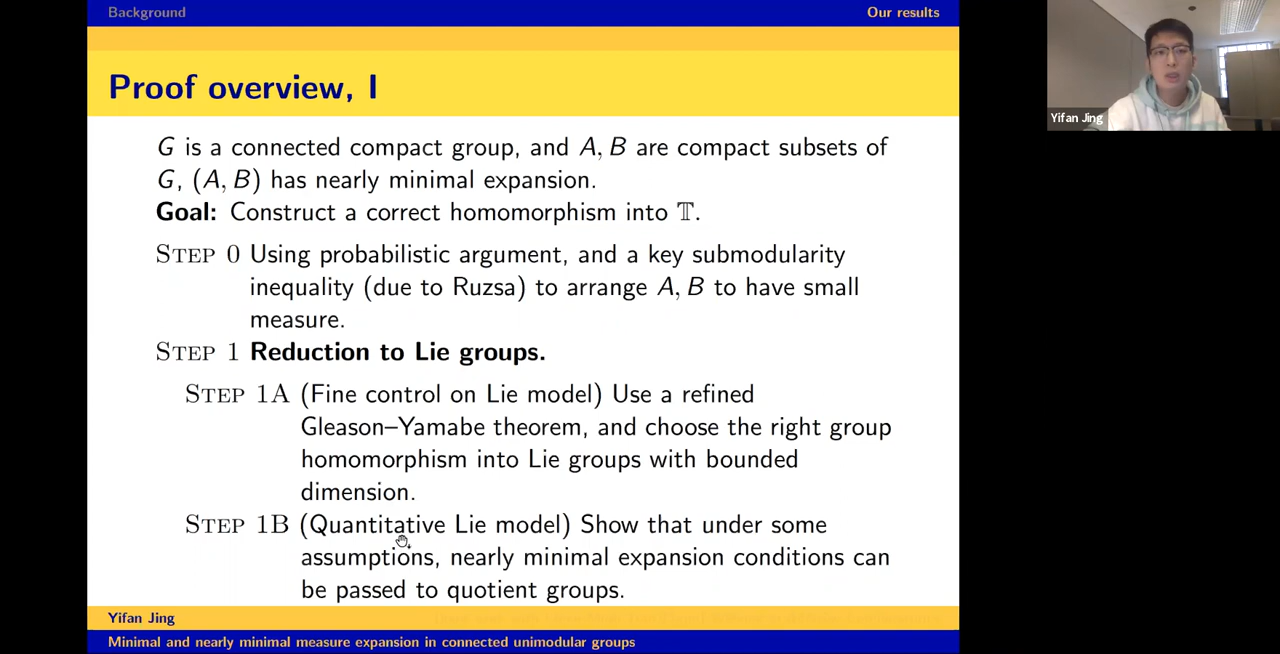 Background
Our results
Proof overview, I
G is a connected compact group, and A, B are compact subsets of
G, (A, B) has nearly minimal expansion.
Goal: Construct a correct homomorphism into 𝕋.
STEP 0 Using probabilistic argument, and a key submodularity
inequality (due to Ruzsa) to arrange A, B to have small
measure.
STEP 1 Reduction to Lie groups.
STEP 1A (Fine control on Lie model) Use a refined
Gleason–Yamabe theorem, and choose the right group
homomorphism into Lie groups with bounded
dimension.
STEP 1B (Quantitative Lie model) Show that under some
assumptions, nearly minimal expansion conditions can
be passed to quotient groups.
Yifan Jing
Minimal and nearly minimal measure expansion in connected unimodular groups
Yifan Jing